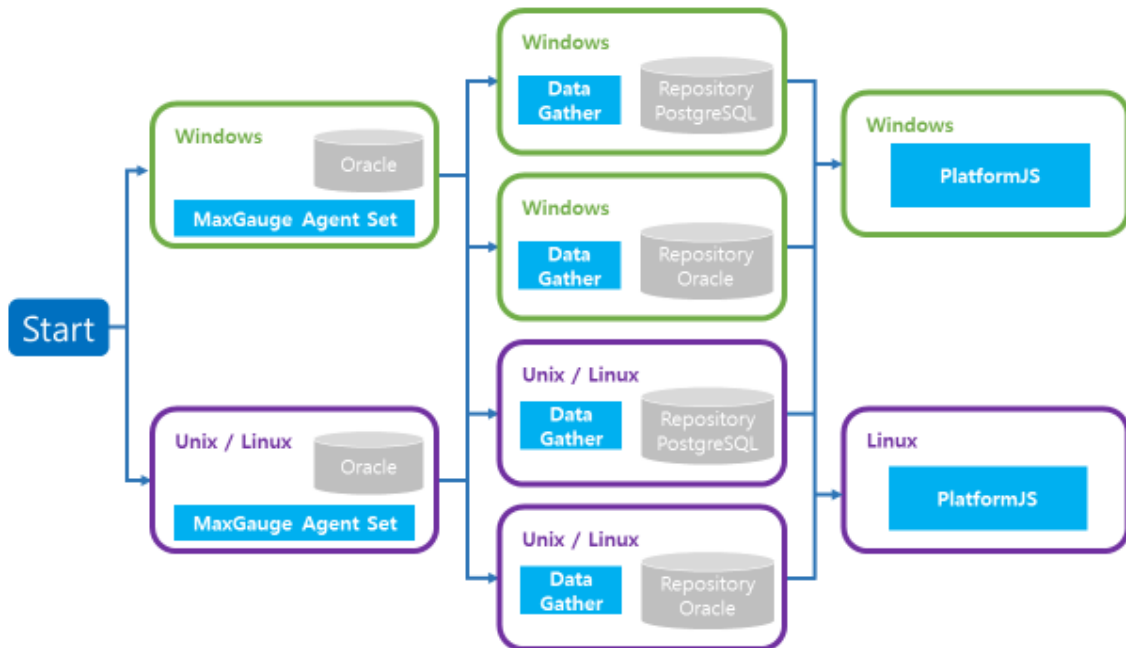 Start
Windows
Oracle
MaxGauge Agent Set
Unix / Linux
Oracle
MaxGauge Agent Set
Windows
Data
Gather
Repository
PostgreSQL
Windows
Data
Gather
Repository
Oracle
Unix / Linux
Data
Gather
Repository
PostgreSQL
Unix / Linux
Data
Gather
Repository
Oracle
Windows
PlatformJS
Linux
PlatformJS